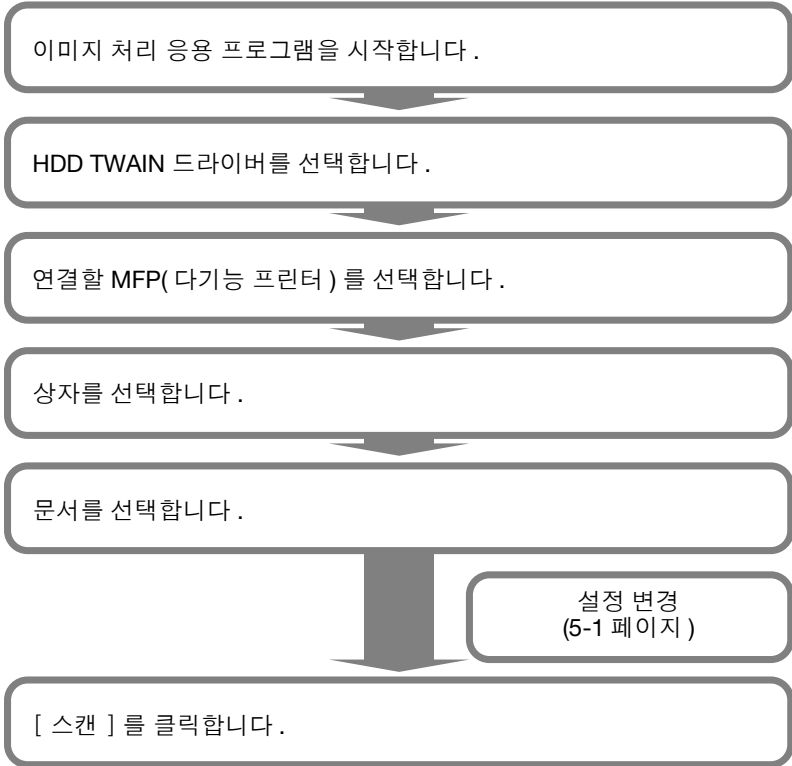 이미지 처리 응용 프로그램을 시작합니다 .
HDD TWAIN 드라이버를 선택합니다 .
연결할 MFP( 다기능 프린터 ) 를 선택합니다 .
상자를 선택합니다 .
문서를 선택합니다 .
설정 변경
(5-1 페이지 )
[ 스캔 ] 를 클릭합니다 .